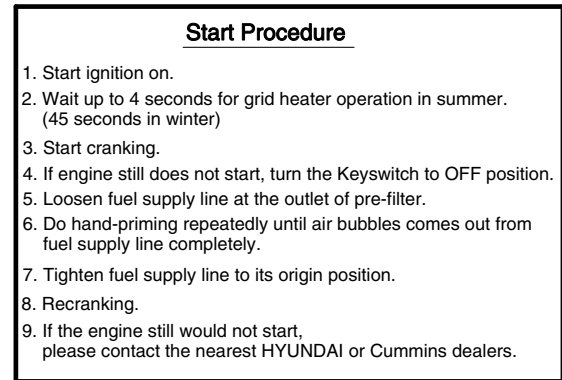 Start Procedure
1. Start ignition on.
2. Wait up to 4 seconds for grid heater operation in summer.
(45 seconds in winter)
3. Start cranking.
4. If engine still does not start, turn the Keyswitch to OFF position.
5. Loosen fuel supply line at the outlet of pre-filter.
6. Do hand-priming repeatedly until air bubbles comes out from
fuel supply line completely.
7. Tighten fuel supply line to its origin position.
8. Recranking.
9. If the engine still would not start,
please contact the nearest HYUNDAI or Cummins dealers.